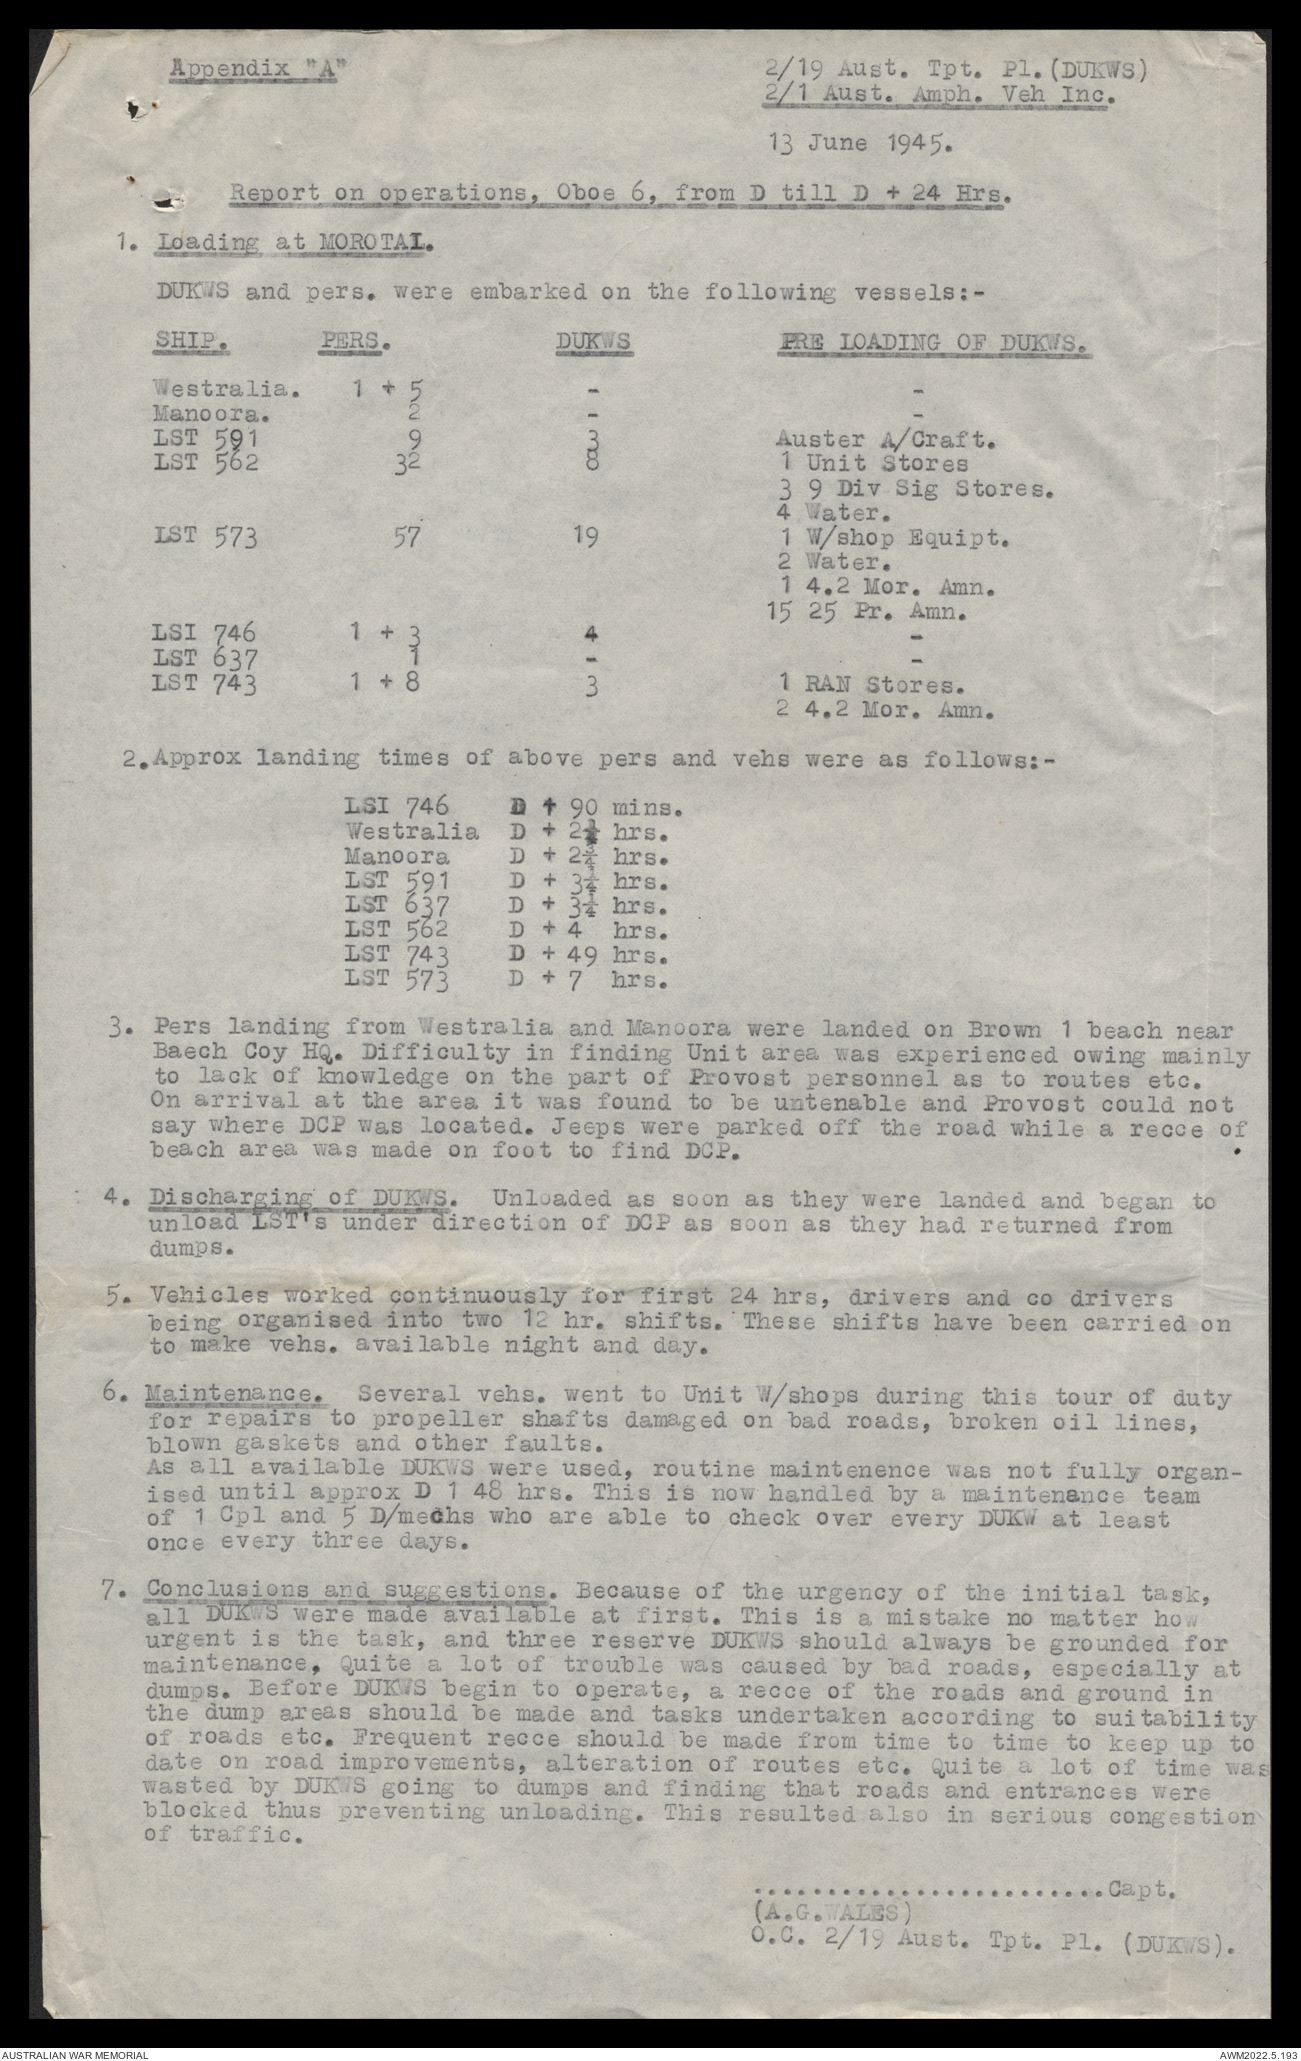 Appendix "A"
2/19 Aust. Tpt. Pl.(DUKWS)
2/1 Aust. Amph. Veh Inc.
13 June 1945.
Report on operations, Oboe 6, from D till D + 24 Hrs.
1. Loading at MOROTAI.
DUKWS and pers. were embarked on the following vessels:-
SHIP. PERS. DUKWS PRE LOADING OF DUKWS.
Westralia. 1 + 5 - -
Manoora. 2 - -
LST 591 9 3 Auster A/Craft.
LST 562 32 8 1 Unit Stores
3 9 Div Sig Stores.
4 Water.
LST 573 57 19 1 W/shop Equipt.
2 Water.
1 4.2 Mor. Amn.
15 25 Pr. Amn.
LSI 746 1 + 3 4 -
LST 637 1 - -
LST 743 1 + 8 3 1 RAN Stores.
2 4.2 Mor. Amn.
2.Approx landing times of above pers and vehs were as follows:-
LSI 746 D + 90 mins.
Westralia D + hrs.
Manoora D + 2¾ hrs.
LST 591 D + 3¼ hrs.
LST 637 D + 3¼ hrs.
LST 562 D + 4 hrs.
LST 743 D + 49 hrs.
LST 573 D + 7 hrs.
3. Pers landing from Westralia and Manoora were landed on Brown 1 beach near
Baech Coy HQ. Difficulty in finding Unit area was experienced owing mainly
to lack of knowledge on the part of Provost personnel as to routes etc.
On arrival at the area it was found to be untenable and Provost could not
say where DCP was located. Jeeps were parked off the road while a recce of
beach area was made on foot to find DCP.
4. Discharging of DUKWS. Unloaded as soon as they were landed and began to
unload LST's under direction of DCP as soon as they had returned from
dumps.
5. Vehicles worked continuously for first 24 hrs, drivers and co drivers
being organised into two 12 hr. shifts. These shifts have been carried on
to make vehs. available night and day.
6. Maintenance. Several vehs. went to Unit W/shops during this tour of duty
for repairs to propeller shafts damaged on bad roads, broken oil lines,
blown gaskets and other faults.
As all available DUKWS were used, routine maintenence was not fully organ-
ised until approx D 1 48 hrs. This is now handled by a maintenance team
of 1 Cpl and 5 D/mechs who are able to check over every DUKW at least
once every three days.
7. Conclusions and suggestions. Because of the urgency of the initial task,
all DUKWS were made available at first. This is a mistake no matter how
urgent is the task, and three reserve DUKWS should always be grounded for
maintenance, Quite a lot of trouble was caused by bad roads, especially at
dumps. Before DUKWS begin to operate, a recce of the roads and ground in
the dump areas should be made and tasks undertaken according to suitability
of roads etc. Frequent recce should be made from time to time to keep up to
date on road improvements, alteration of routes etc. Quite a lot of time was
wasted by DUKWS going to dumps and finding that roads and entrances were
blocked thus preventing unloading. This resulted also in serious congestion
of traffic.
........................Capt.
(A.G.WALES)
O.C. 2/19 Aust. Tpt. Pl. (DUKWS).
AUSTRALIAN WAR MEMORIAL
AWM2022.5.193